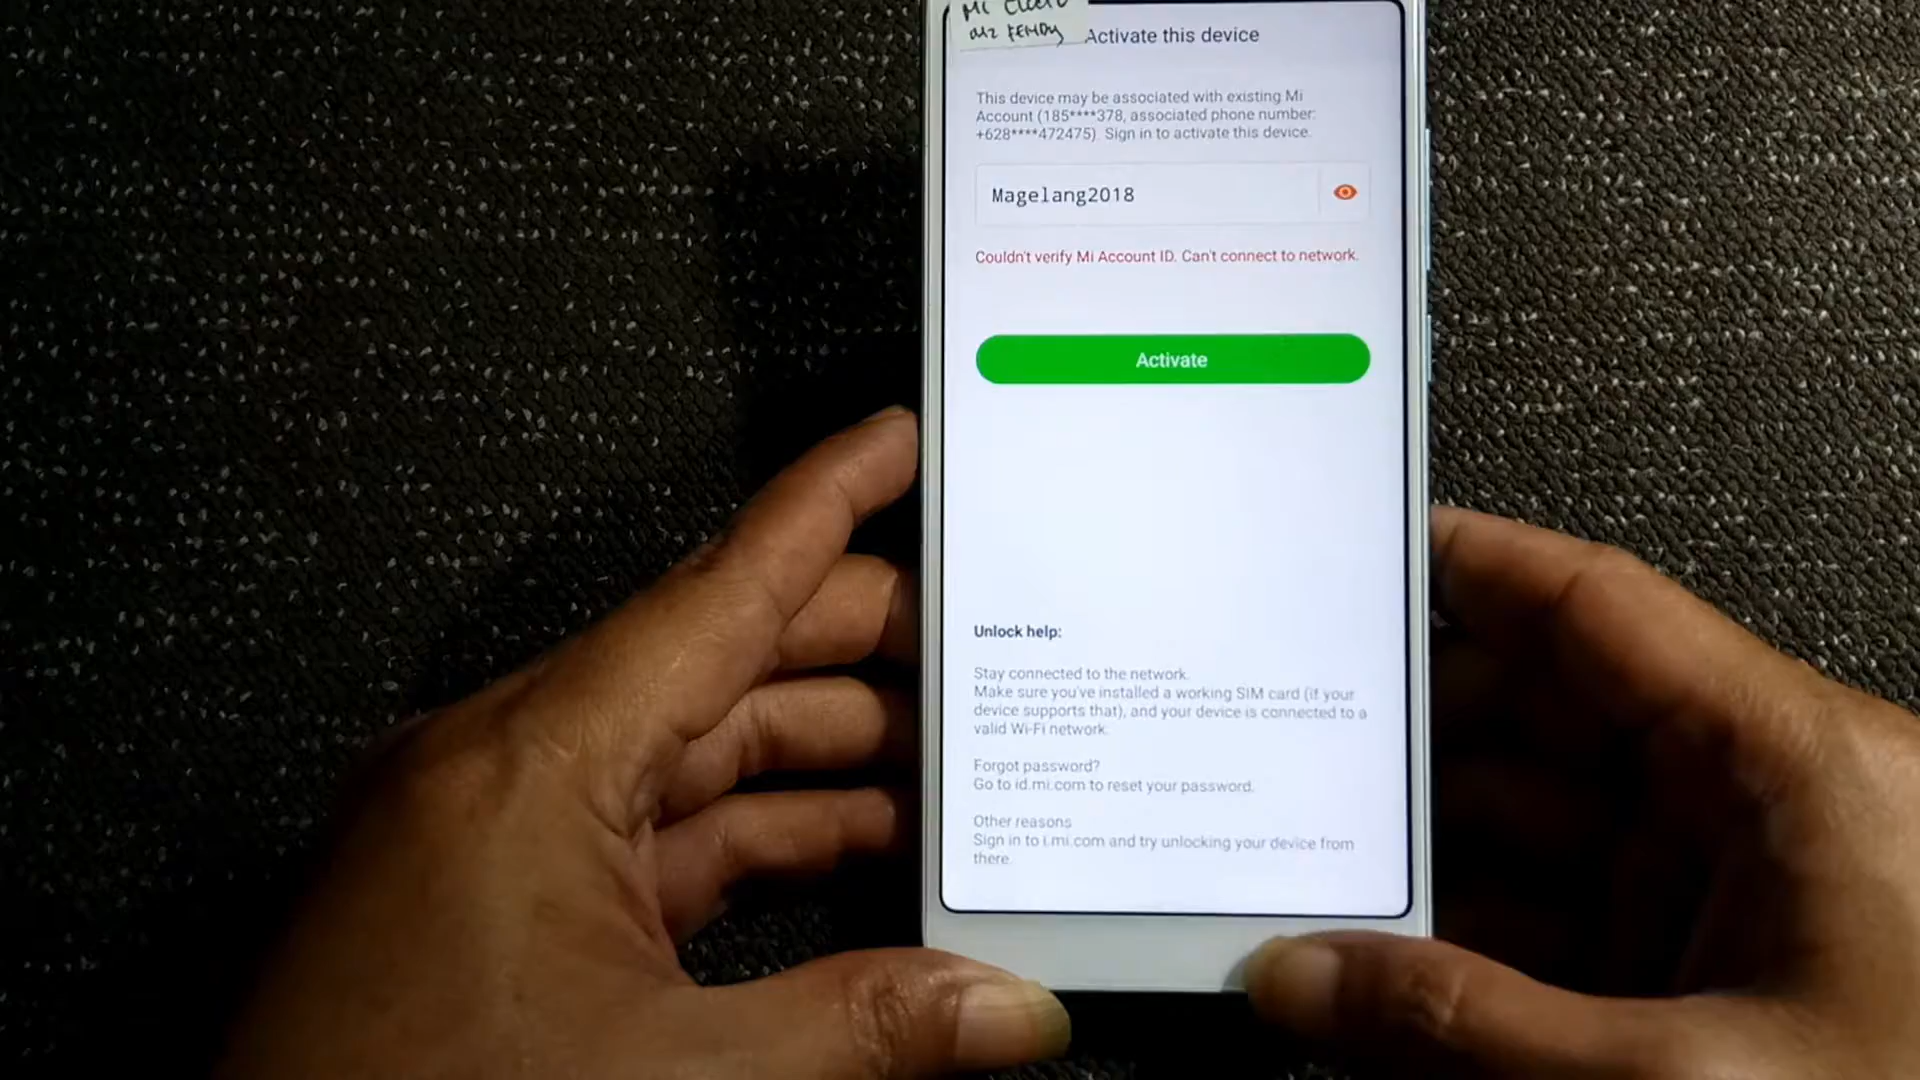 Mi Cloud
Mz FENDY
Activate this device
This device may be associated with existing Mi
Account (185****378, associated phone number:
+628****472475). Sign in to activate this device.
Magelang2018
Couldn't verify Mi Account ID. Can't connect to network.
Activate
Unlock help:
Stay connected to the network.
Make sure you've installed a working SIM card (if your
device supports that), and your device is connected to a
valid Wi-Fi network.
Forgot password?
Go to id.mi.com to reset your password.
Other reasons
Sign in to i.mi.com and try unlocking your device from
there.